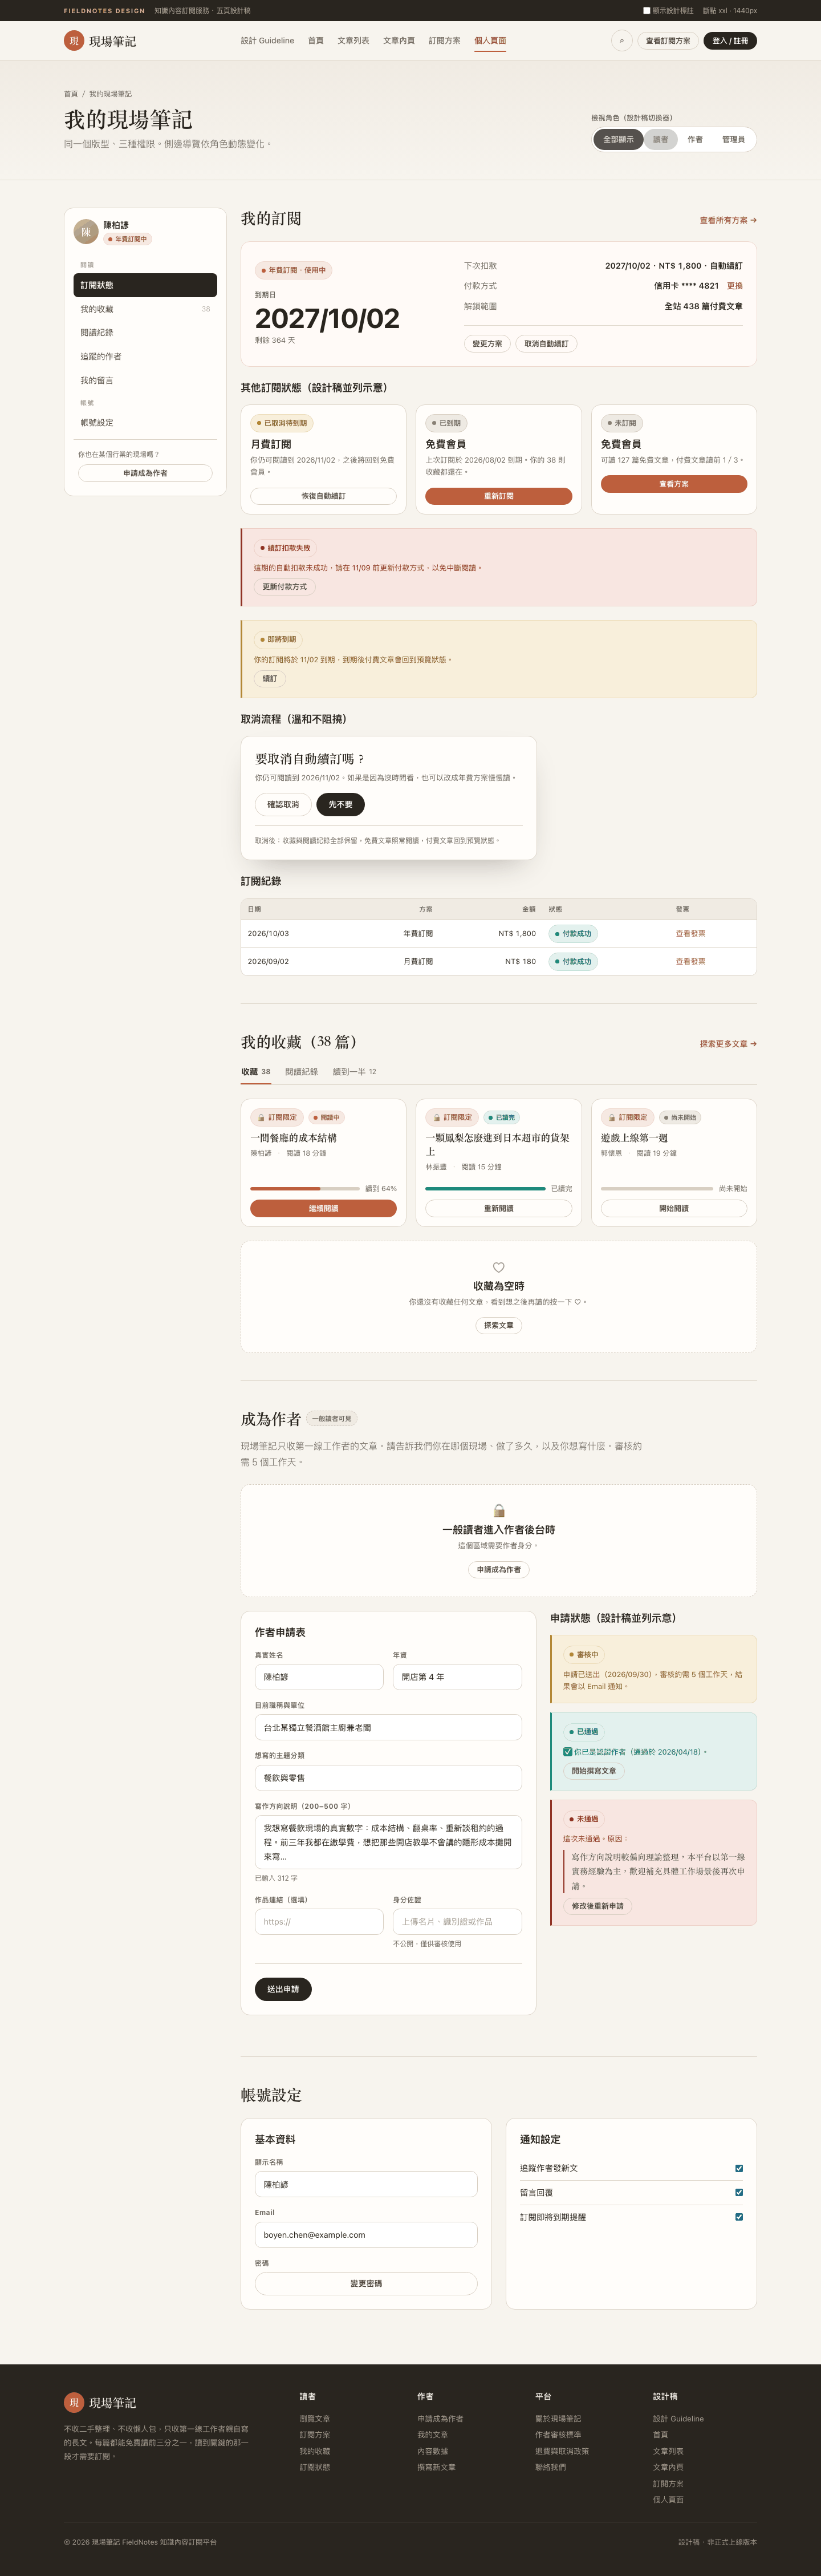 FIELDNOTES DESIGN 知識內容訂閱服務・五頁設計稿
顯示設計標註 斷點 xxl · 1440px
現 現場筆記
設計 Guideline 首頁 文章列表 文章內頁 訂閱方案 個人頁面
查看訂閱方案 登入 / 註冊
首頁 / 我的現場筆記
我的現場筆記
同一個版型、三種權限。側邊導覽依角色動態變化。
檢視角色（設計稿切換器）
全部顯示 讀者 作者 管理員
陳 陳柏諺
年費訂閱中
閱讀
訂閱狀態
我的收藏 38
閱讀紀錄
追蹤的作者
我的留言
帳號
帳號設定
你也在某個行業的現場嗎？
申請成為作者
我的訂閱
查看所有方案 →
年費訂閱・使用中
到期日
2027/10/02
剩餘 364 天
下次扣款 2027/10/02・NT$ 1,800・自動續訂
付款方式 信用卡 **** 4821 更換
解鎖範圍 全站 438 篇付費文章
變更方案 取消自動續訂
其他訂閱狀態（設計稿並列示意）
已取消待到期
月費訂閱
你仍可閱讀到 2026/11/02，之後將回到免費
會員。
恢復自動續訂
已到期
免費會員
上次訂閱於 2026/08/02 到期。你的 38 則
收藏都還在。
重新訂閱
未訂閱
免費會員
可讀 127 篇免費文章，付費文章讀前 1 / 3。
查看方案
續訂扣款失敗
這期的自動扣款未成功，請在 11/09 前更新付款方式，以免中斷閱讀。
更新付款方式
即將到期
你的訂閱將於 11/02 到期，到期後付費文章會回到預覽狀態。
續訂
取消流程（溫和不阻撓）
要取消自動續訂嗎？
你仍可閱讀到 2026/11/02。如果是因為沒時間看，也可以改成年費方案慢慢讀。
確認取消 先不要
取消後：收藏與閱讀紀錄全部保留，免費文章照常閱讀，付費文章回到預覽狀態。
訂閱紀錄
日期 方案 金額 狀態 發票
2026/10/03 年費訂閱 NT$ 1,800 付款成功 查看發票
2026/09/02 月費訂閱 NT$ 180 付款成功 查看發票
我的收藏（38 篇）
探索更多文章 →
收藏 38 閱讀紀錄 讀到一半 12
訂閱限定 閱讀中
一間餐廳的成本結構
陳柏諺 · 閱讀 18 分鐘
讀到 64%
繼續閱讀
訂閱限定 已讀完
一顆鳳梨怎麼進到日本超市的貨架
上
林振豐 · 閱讀 15 分鐘
已讀完
重新閱讀
訂閱限定 尚未開始
遊戲上線第一週
郭懷恩 · 閱讀 19 分鐘
尚未開始
開始閱讀
收藏為空時
你還沒有收藏任何文章，看到想之後再讀的按一下 ♡。
探索文章
成為作者 一般讀者可見
現場筆記只收第一線工作者的文章。請告訴我們你在哪個現場、做了多久，以及你想寫什麼。審核約
需 5 個工作天。
一般讀者進入作者後台時
這個區域需要作者身分。
申請成為作者
作者申請表
真實姓名 年資
陳柏諺 開店第 4 年
目前職稱與單位
台北某獨立餐酒館主廚兼老闆
想寫的主題分類
餐飲與零售
寫作方向說明（200–500 字）
我想寫餐飲現場的真實數字：成本結構、翻桌率、重新談租約的過
程。前三年我都在繳學費，想把那些開店教學不會講的隱形成本攤開
來寫…
已輸入 312 字
作品連結（選填） 身分佐證
https:// 上傳名片、識別證或作品
不公開，僅供審核使用
送出申請
申請狀態（設計稿並列示意）
審核中
申請已送出（2026/09/30），審核約需 5 個工作天，結
果會以 Email 通知。
已通過
✅ 你已是認證作者（通過於 2026/04/18）。
開始撰寫文章
未通過
這次未通過。原因：
寫作方向說明較偏向理論整理，本平台以第一線
實務經驗為主，歡迎補充具體工作場景後再次申
請。
修改後重新申請
帳號設定
基本資料
顯示名稱
陳柏諺
Email
boyen.chen@example.com
密碼
變更密碼
通知設定
追蹤作者發新文
留言回覆
訂閱即將到期提醒
現 現場筆記
不收二手整理、不收懶人包，只收第一線工作者親自寫
的長文。每篇都能免費讀前三分之一，讀到關鍵的那一
段才需要訂閱。
讀者
瀏覽文章
訂閱方案
我的收藏
訂閱狀態
作者
申請成為作者
我的文章
內容數據
撰寫新文章
平台
關於現場筆記
作者審核標準
退費與取消政策
聯絡我們
設計稿
設計 Guideline
首頁
文章列表
文章內頁
訂閱方案
個人頁面
© 2026 現場筆記 FieldNotes 知識內容訂閱平台
設計稿・非正式上線版本